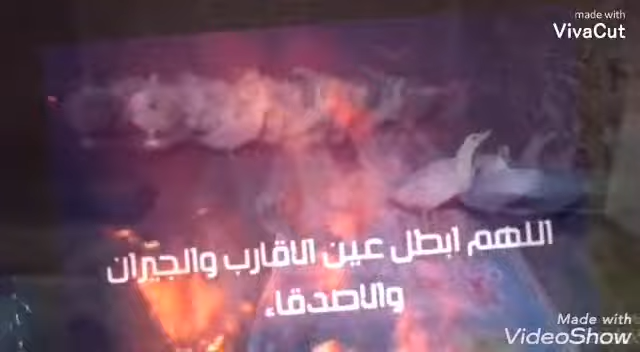 made with
VivaCut
اللهم ابطل عين الاقارب والجيران
والاصدقاء
Made with
VideoShow